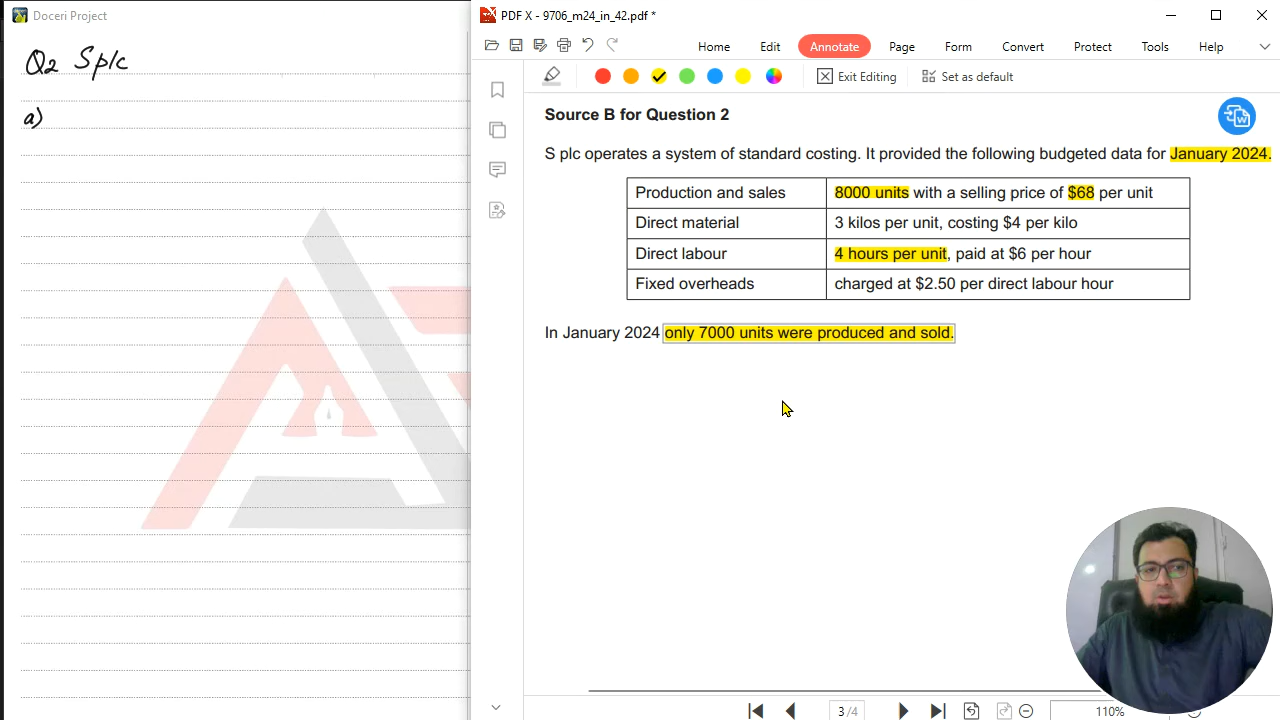 Doceri Project
Q2 S plc
a)
PDF X - 9706_m24_in_42.pdf *
Home Edit Annotate Page Form Convert Protect Tools Help
Exit Editing Set as default
Source B for Question 2
S plc operates a system of standard costing. It provided the following budgeted data for January 2024.
Production and sales 8000 units with a selling price of $68 per unit
Direct material 3 kilos per unit, costing $4 per kilo
Direct labour 4 hours per unit, paid at $6 per hour
Fixed overheads charged at $2.50 per direct labour hour
In January 2024 only 7000 units were produced and sold.
3/4 110%